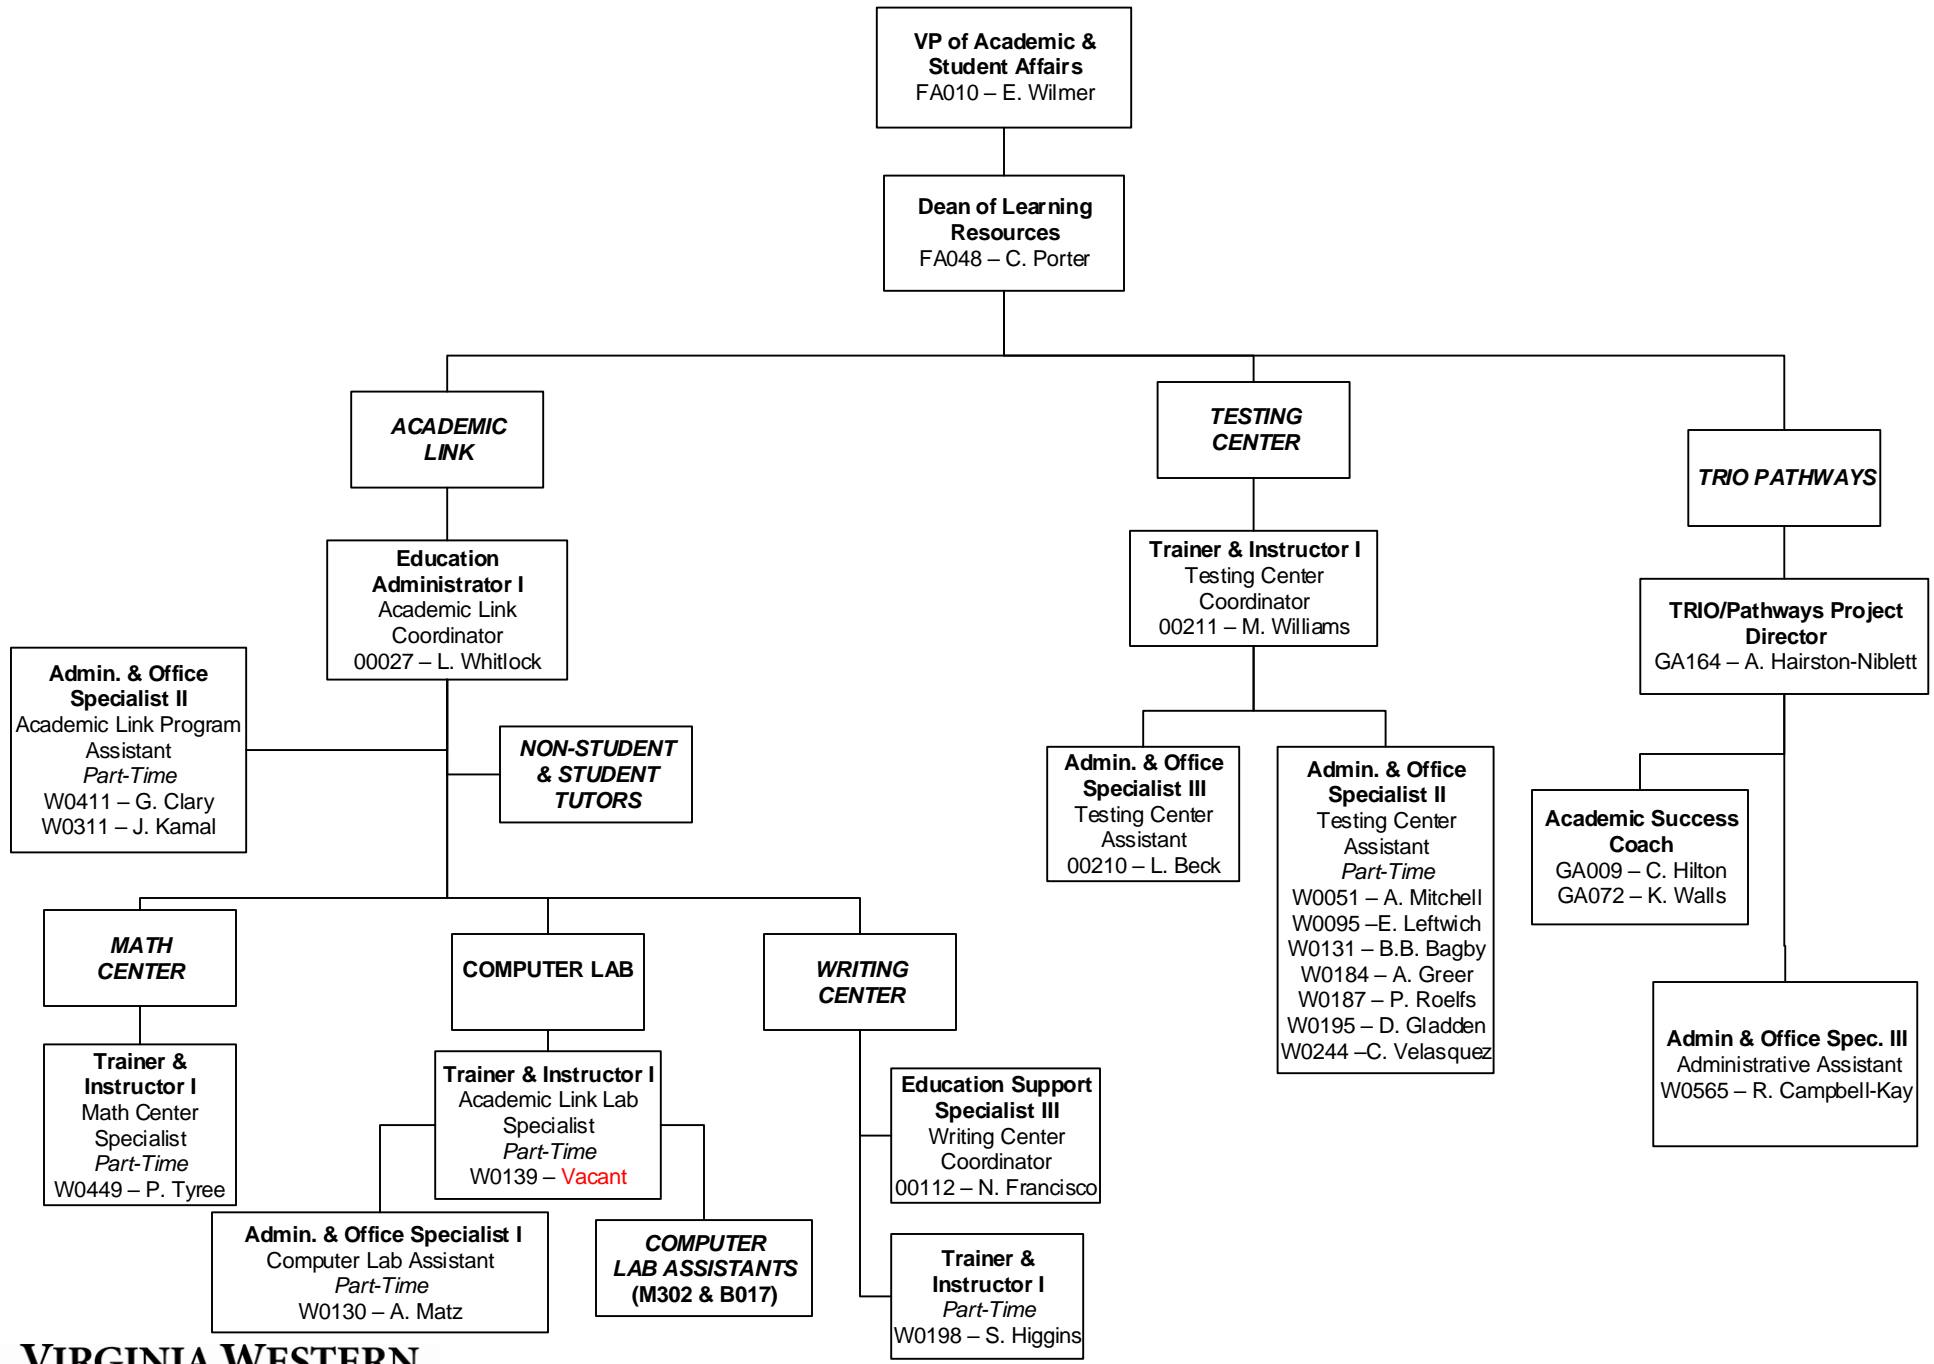 VP of Academic &
Student Affairs
FA010 – E. Wilmer
Dean of Learning
Resources
FA048 – C. Porter
ACADEMIC
LINK
TESTING
CENTER
TRIO PATHWAYS
Education
Administrator I
Academic Link
Coordinator
00027 – L. Whitlock
Trainer & Instructor I
Testing Center
Coordinator
00211 – M. Williams
TRIO/Pathways Project
Director
GA164 – A. Hairston-Niblett
Admin. & Office
Specialist II
Academic Link Program
Assistant
Part-Time
W0411 – G. Clary
W0311 – J. Kamal
NON-STUDENT
& STUDENT
TUTORS
Admin. & Office
Specialist III
Testing Center
Assistant
00210 – L. Beck
Admin. & Office
Specialist II
Testing Center
Assistant
Part-Time
W0051 – A. Mitchell
W0095 –E. Leftwich
W0131 – B.B. Bagby
W0184 – A. Greer
W0187 – P. Roelfs
W0195 – D. Gladden
W0244 –C. Velasquez
Academic Success
Coach
GA009 – C. Hilton
GA072 – K. Walls
Admin & Office Spec. III
Administrative Assistant
W0565 – R. Campbell-Kay
MATH
CENTER
COMPUTER LAB
WRITING
CENTER
Trainer &
Instructor I
Math Center
Specialist
Part-Time
W0449 – P. Tyree
Trainer & Instructor I
Academic Link Lab
Specialist
Part-Time
W0139 – Vacant
Education Support
Specialist III
Writing Center
Coordinator
00112 – N. Francisco
Admin. & Office Specialist I
Computer Lab Assistant
Part-Time
W0130 – A. Matz
COMPUTER
LAB ASSISTANTS
(M302 & B017)
Trainer &
Instructor I
Part-Time
W0198 – S. Higgins
VIRGINIA WESTERN